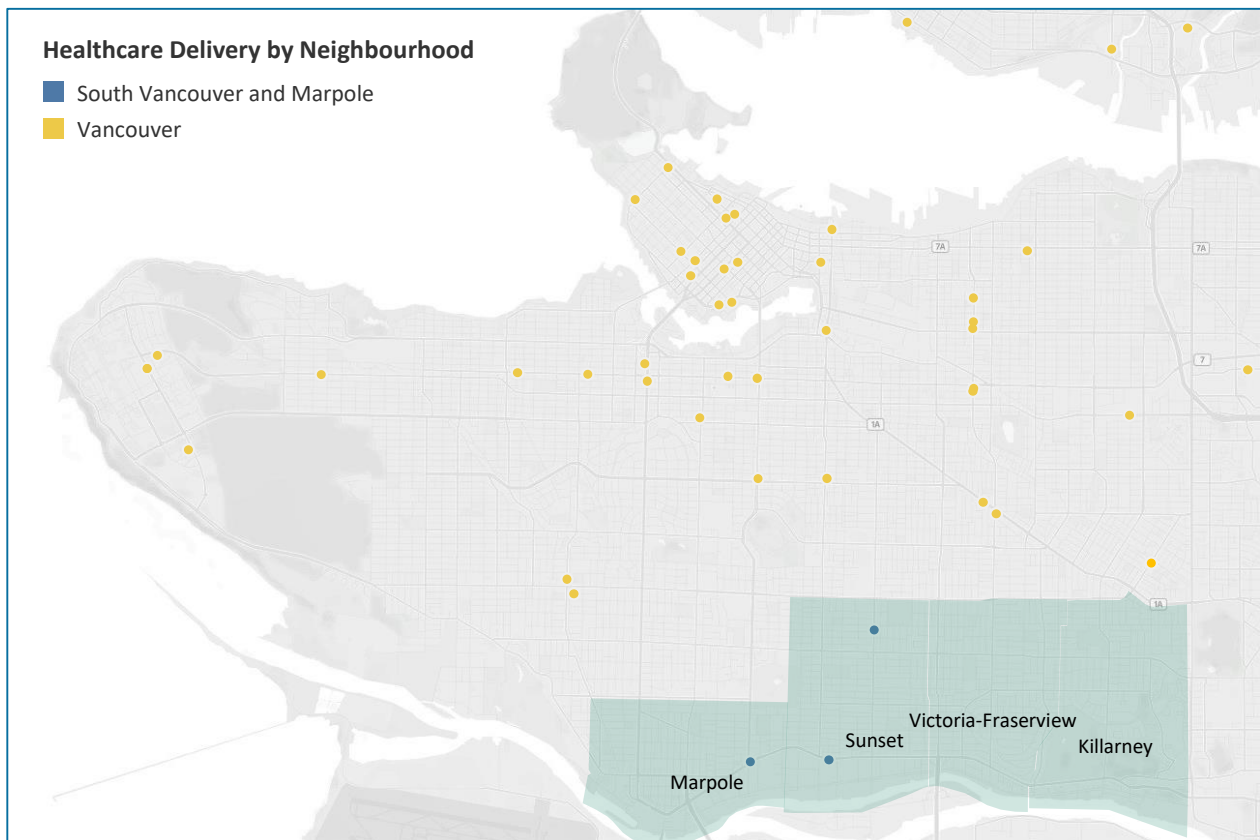 Healthcare Delivery by Neighbourhood
South Vancouver and Marpole
Vancouver
7A
7A
7
1A
1A
Victoria-Fraserview
Sunset
Killarney
Marpole